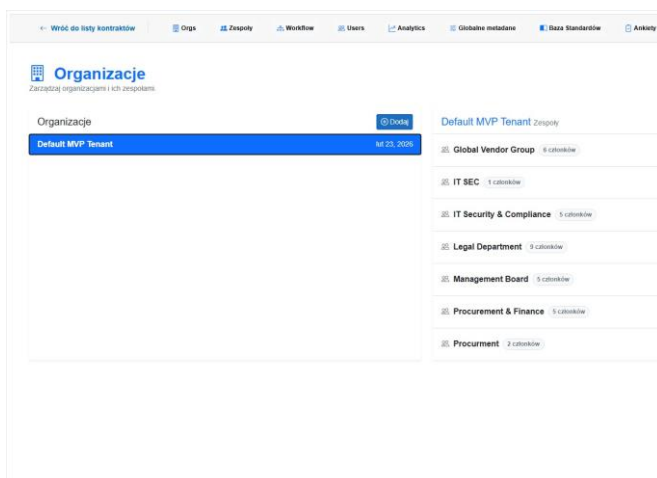 ← Wróć do listy kontraktów Orgs Zespoły Workflow Users Analytics Globalne metadane Baza Standardów Ankiety
Organizacje
Zarządzaj organizacjami i ich zespołami
Organizacje Dodaj
Default MVP Tenant lut 23, 2026
Default MVP Tenant Zespoły
Global Vendor Group 6 członków
IT SEC 1 członków
IT Security & Compliance 5 członków
Legal Department 9 członków
Management Board 5 członków
Procurement & Finance 5 członków
Procurment 2 członków